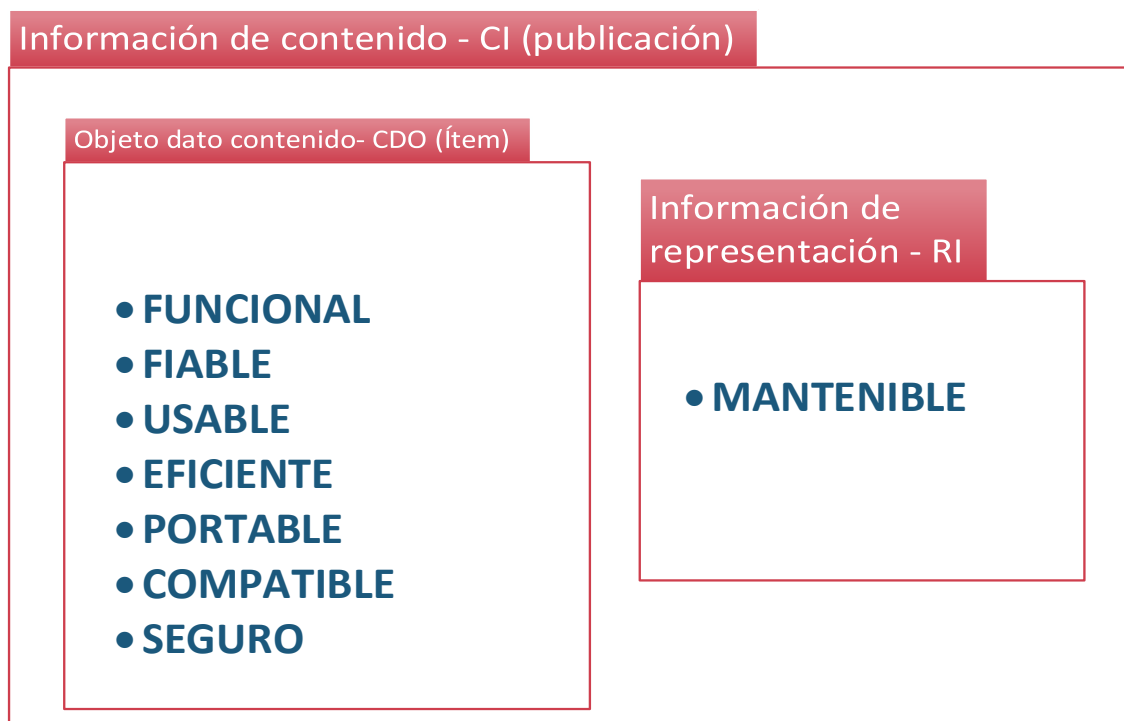 Información de contenido - CI (publicación)
Objeto dato contenido- CDO (Ítem)
• FUNCIONAL
• FIABLE
• USABLE
• EFICIENTE
• PORTABLE
• COMPATIBLE
• SEGURO
Información de
representación - RI
• MANTENIBLE